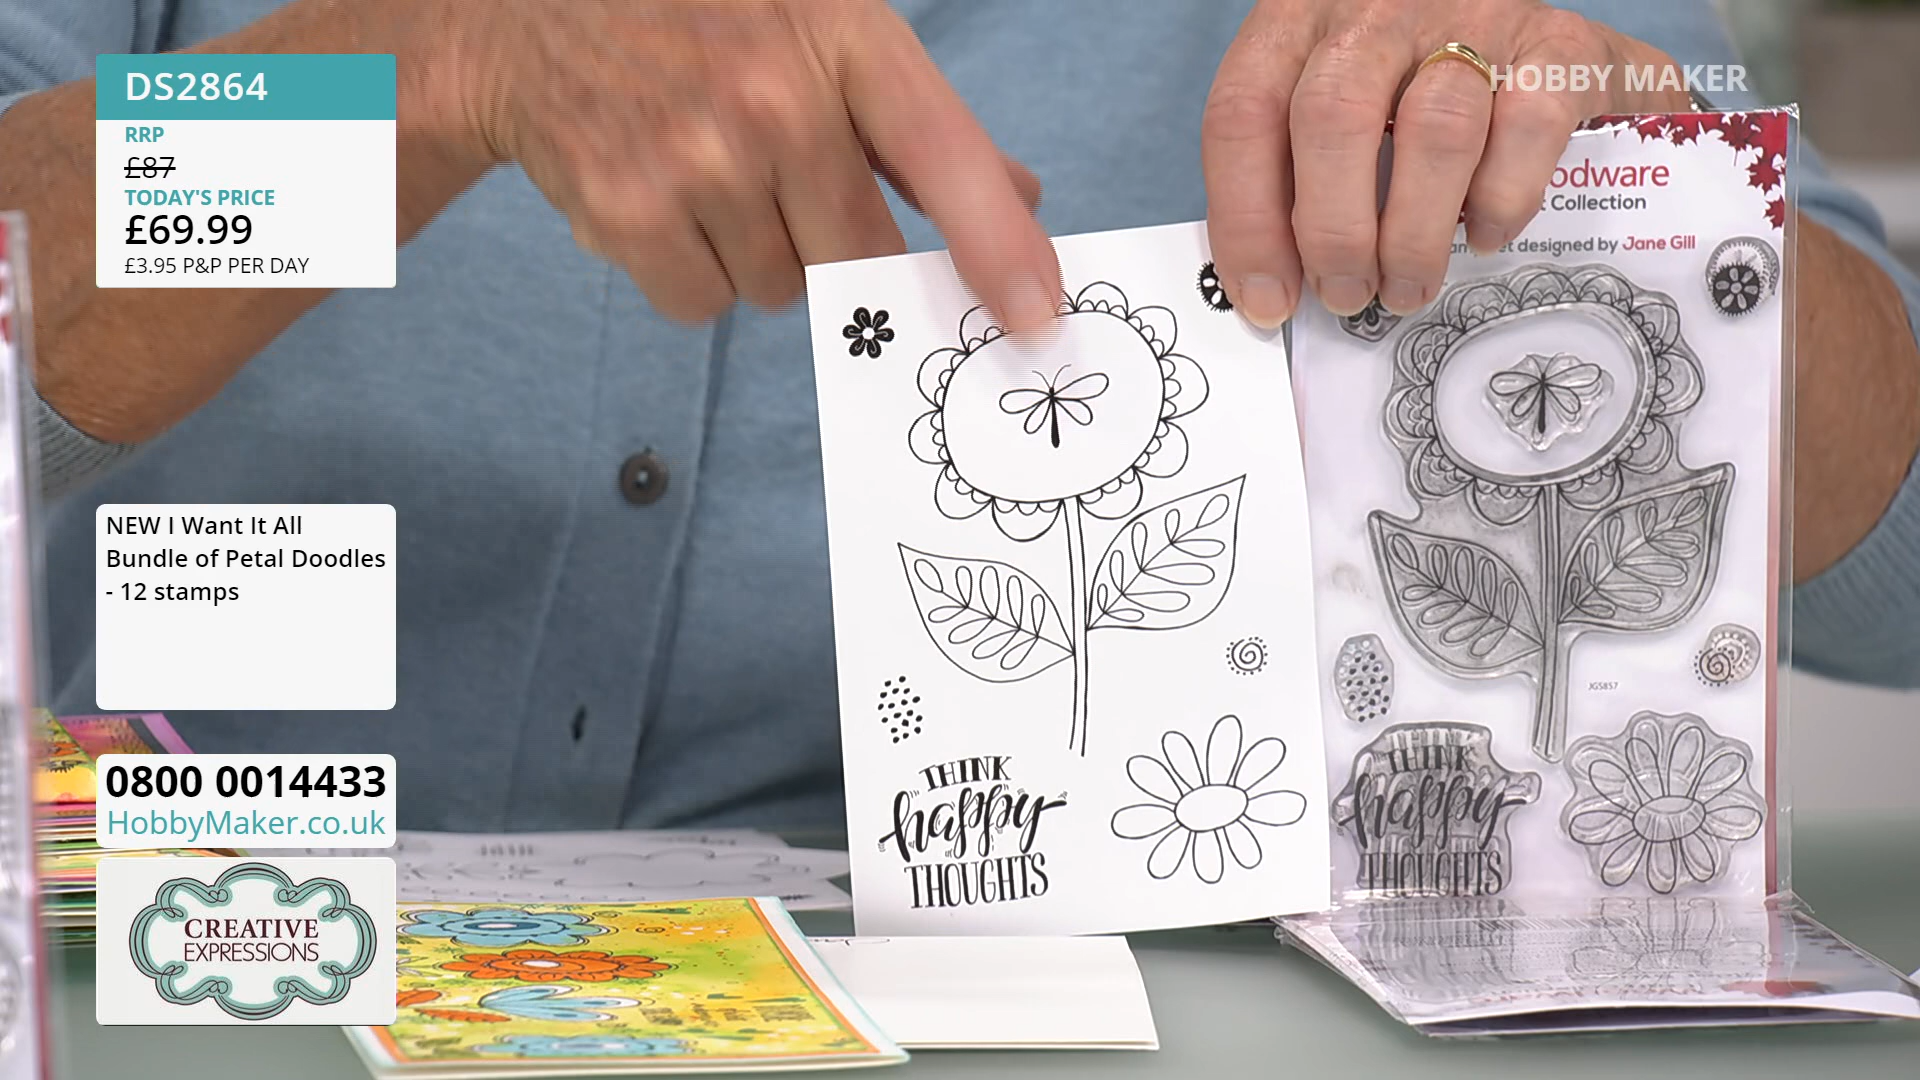 DS2864
RRP
£87
TODAY'S PRICE
£69.99
£3.95 P&P PER DAY
NEW I Want It All
Bundle of Petal Doodles
- 12 stamps
0800 0014433
HobbyMaker.co.uk
CREATIVE
EXPRESSIONS
HOBBY MAKER
THINK
happy
THOUGHTS
odware
Collection
designed by Jane Gill
JGS857
THINK
happy
THOUGHTS